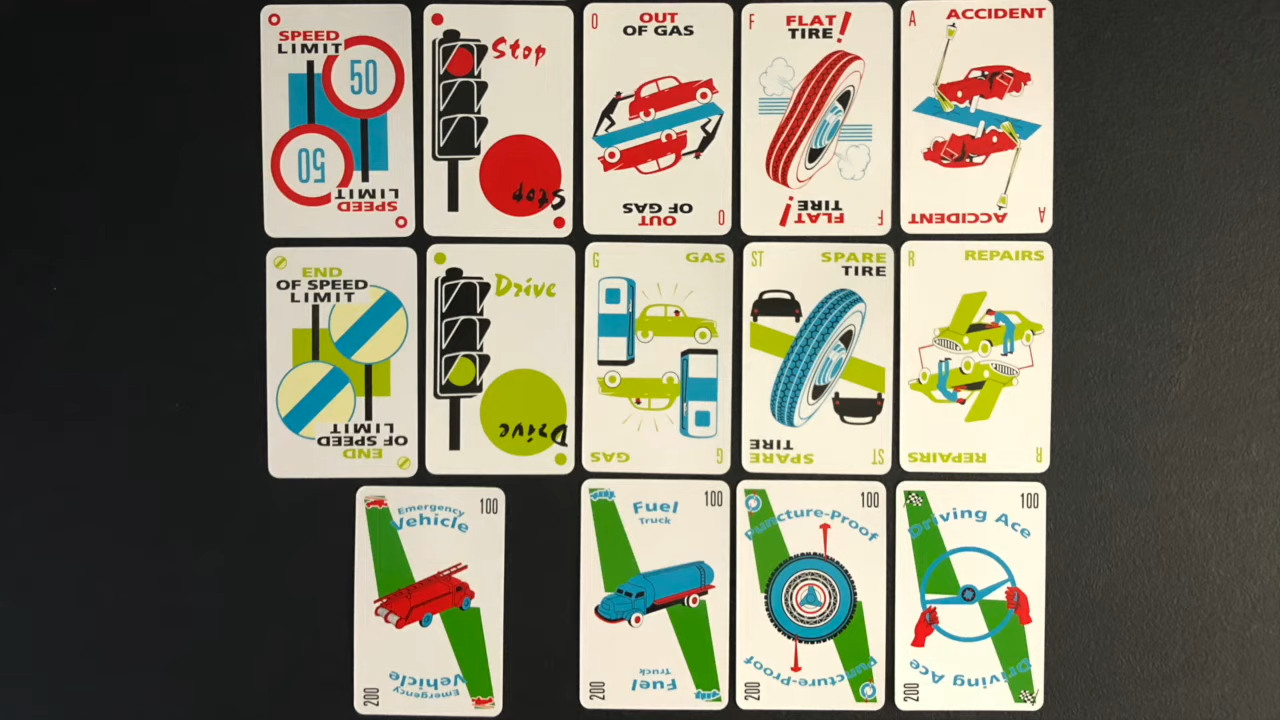 SPEED
LIMIT
50
50
SPEED
LIMIT
Stop
Stop
O
OUT
OF GAS
OUT
OF GAS
O
F
FLAT
TIRE!
FLAT
TIRE!
F
A
ACCIDENT
ACCIDENT
A
END
OF SPEED
LIMIT
END
OF SPEED
LIMIT
Drive
Drive
G
GAS
GAS
G
ST
SPARE
TIRE
SPARE
TIRE
ST
R
REPAIRS
REPAIRS
R
100
Emergency
Vehicle
Emergency
Vehicle
200
100
Fuel
Truck
Fuel
Truck
200
100
Puncture-Proof
Puncture-Proof
200
100
Driving Ace
Driving Ace
200